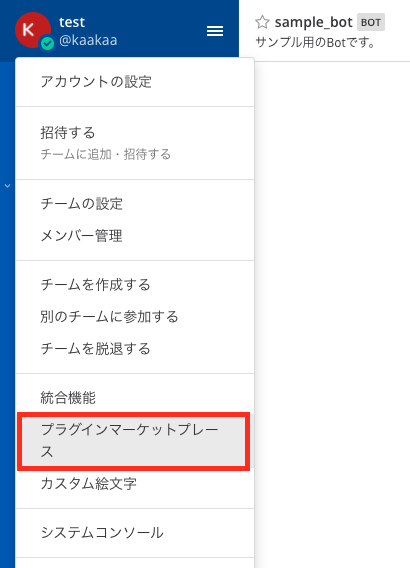 K
test
@kaakaa
sample_bot BOT
サンプル用のBotです。
アカウントの設定
招待する
チームに追加・招待する
チームの設定
メンバー管理
チームを作成する
別のチームに参加する
チームを脱退する
統合機能
プラグインマーケットプレー
ス
カスタム絵文字
システムコンソール